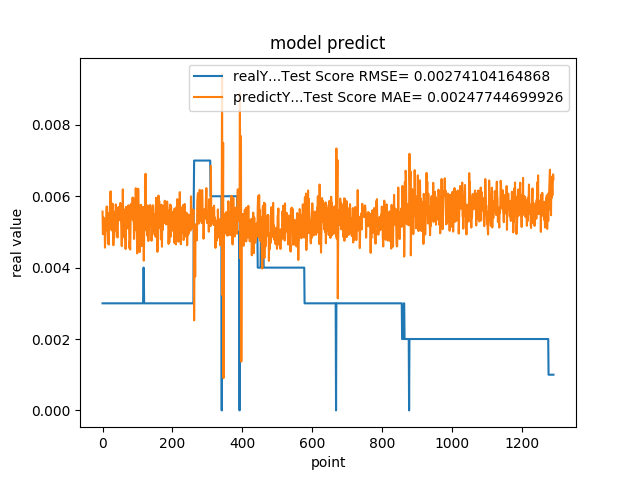 model predict
realY...Test Score RMSE= 0.00274104164868
predictY...Test Score MAE= 0.00247744699926
real value
0.008
0.006
0.004
0.002
0.000
0 200 400 600 800 1000 1200
point